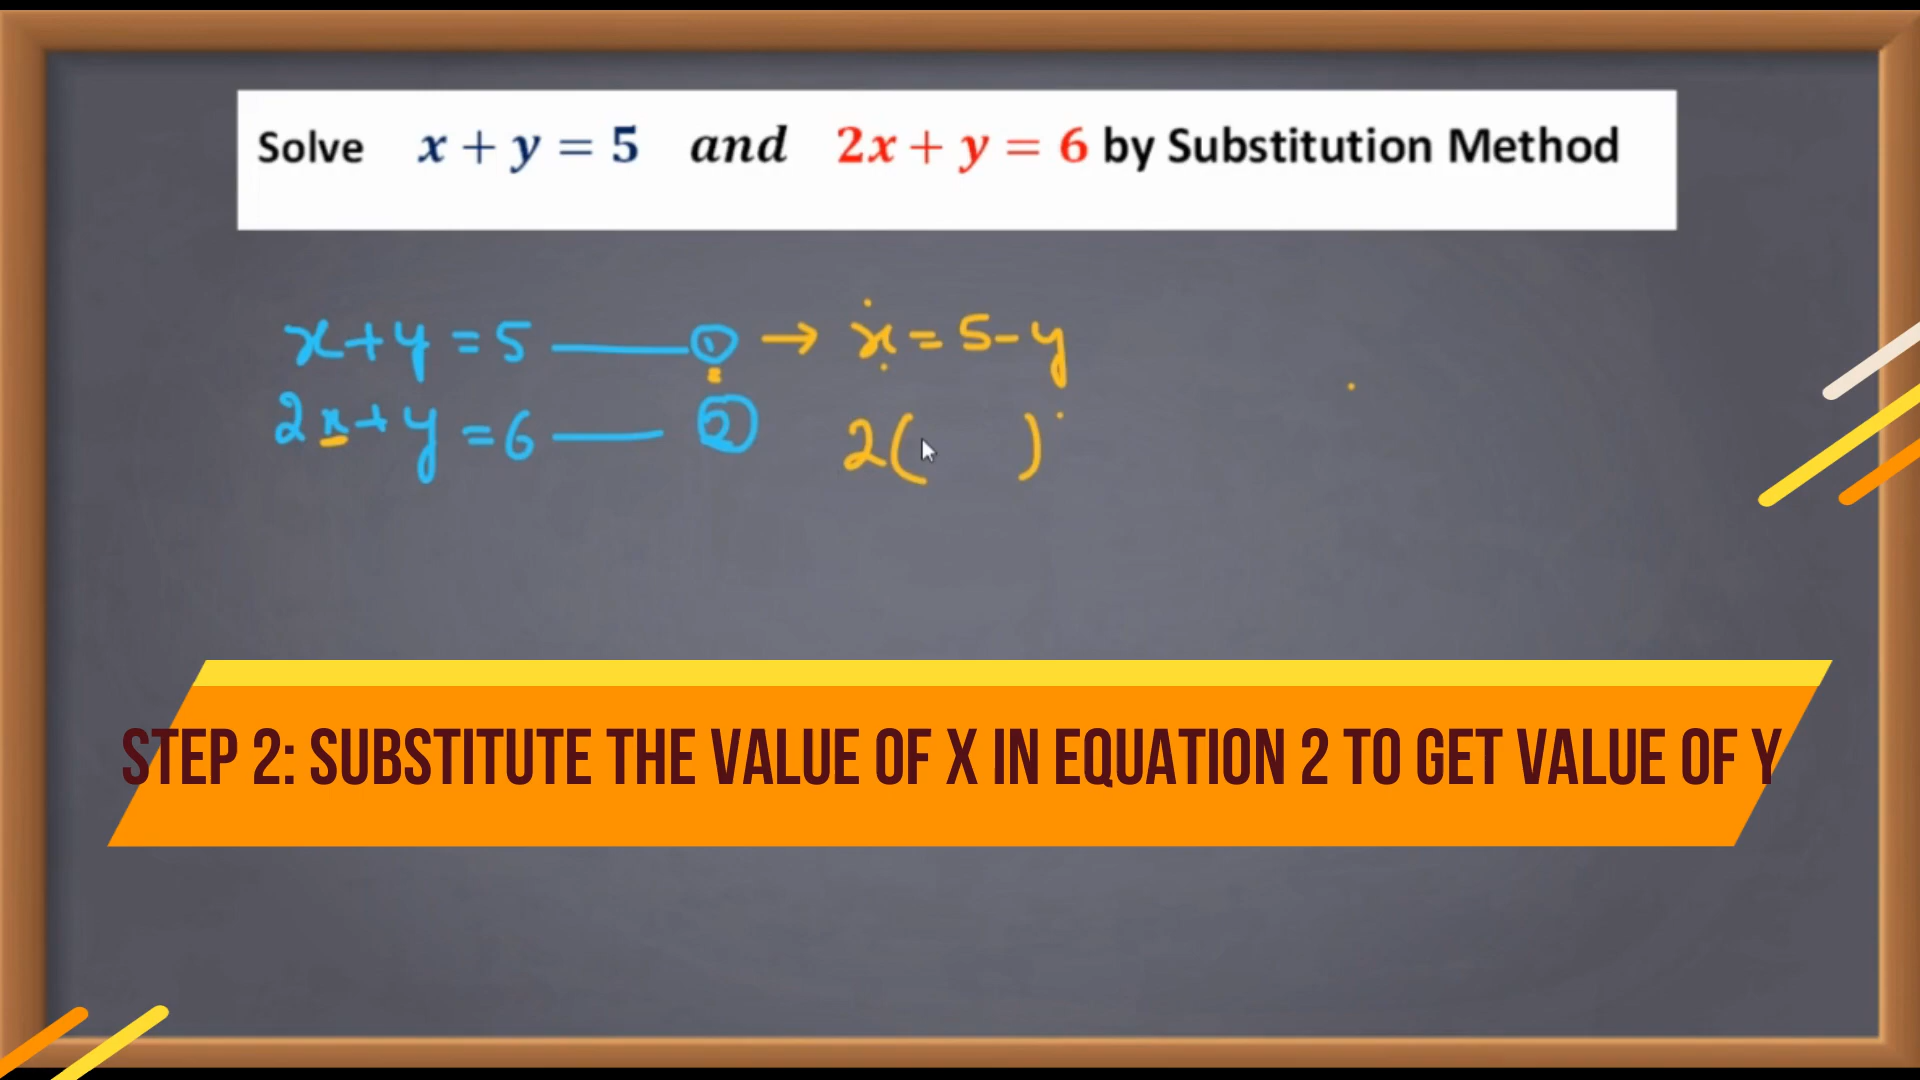 Solve x + y = 5 and 2x + y = 6 by Substitution Method
x+y=5 —— ① → x=5-y
2x+y=6 —— ② 2( )
STEP 2: SUBSTITUTE THE VALUE OF X IN EQUATION 2 TO GET VALUE OF Y